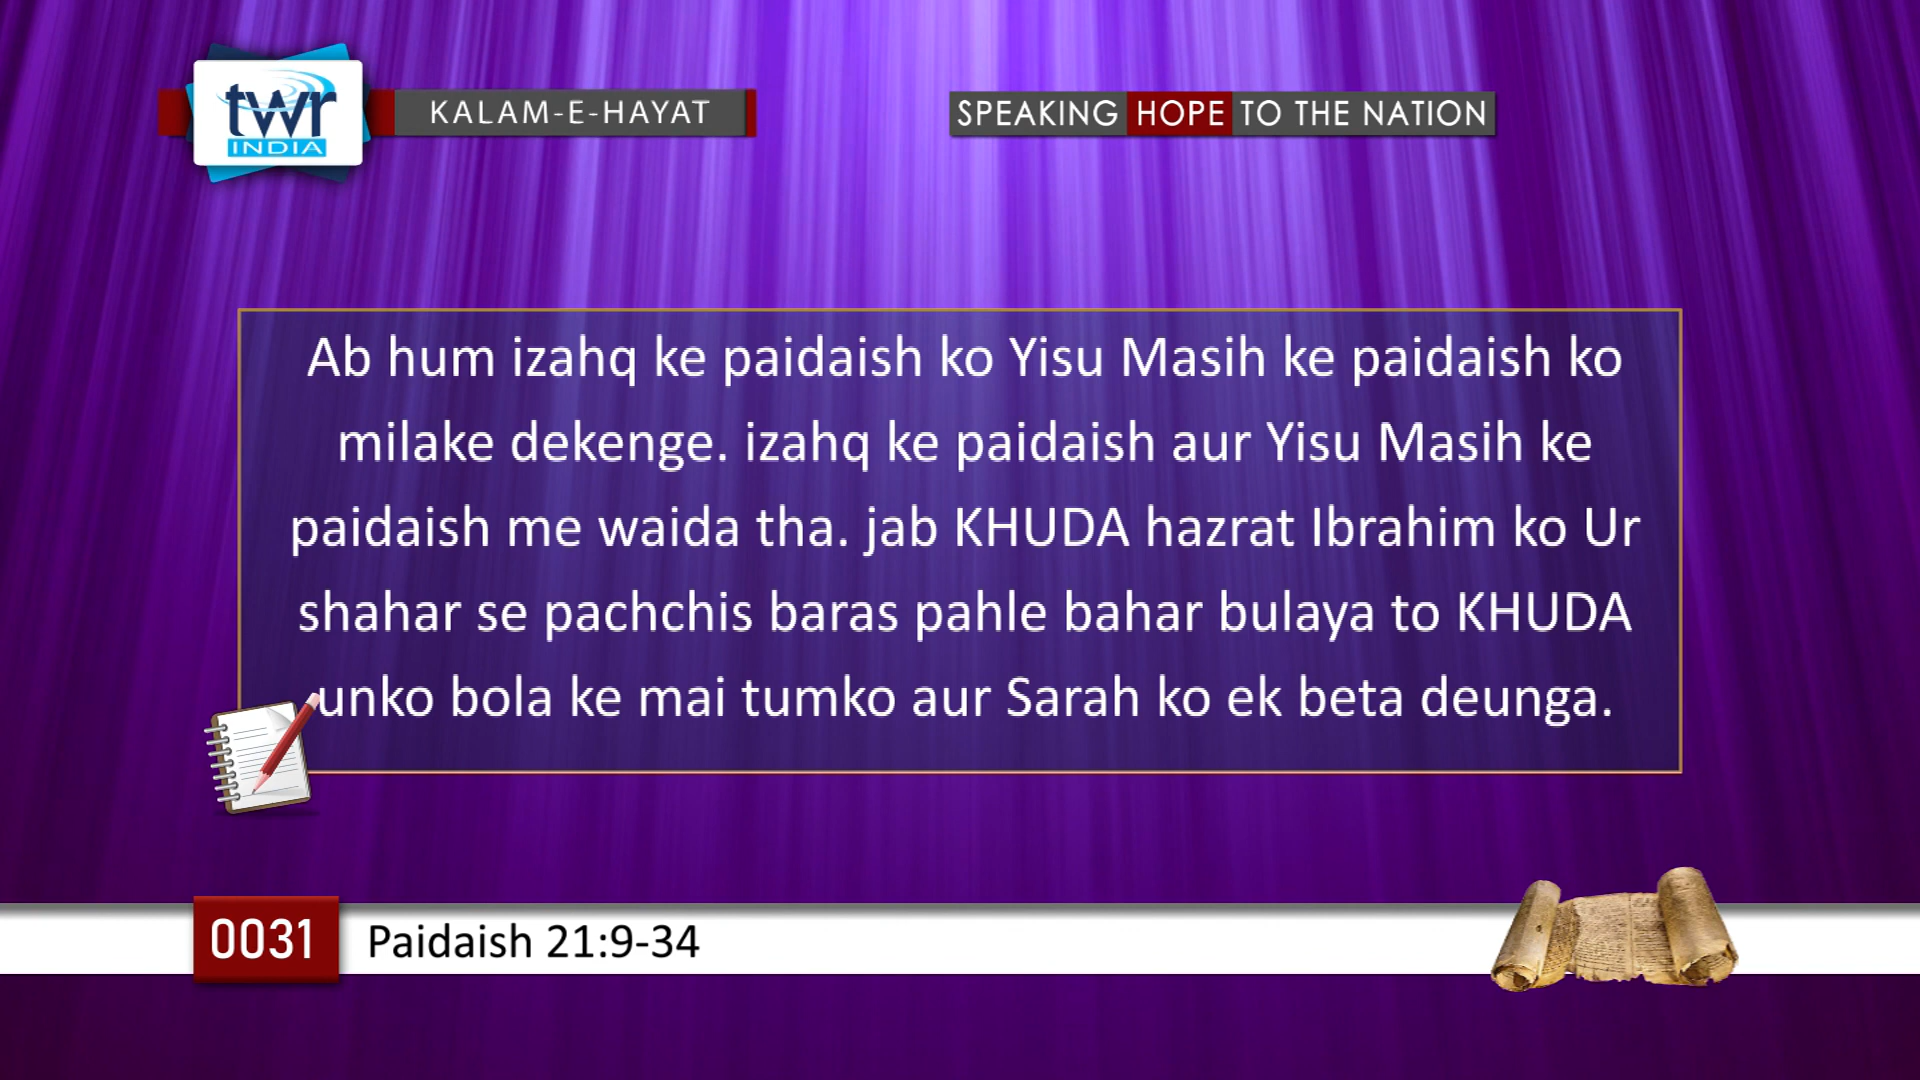 twr
INDIA
KALAM-E-HAYAT
SPEAKING HOPE TO THE NATION
Ab hum izahq ke paidaish ko Yisu Masih ke paidaish ko
milake dekenge. izahq ke paidaish aur Yisu Masih ke
paidaish me waida tha. jab KHUDA hazrat Ibrahim ko Ur
shahar se pachchis baras pahle bahar bulaya to KHUDA
unko bola ke mai tumko aur Sarah ko ek beta deunga.
0031
Paidaish 21:9-34